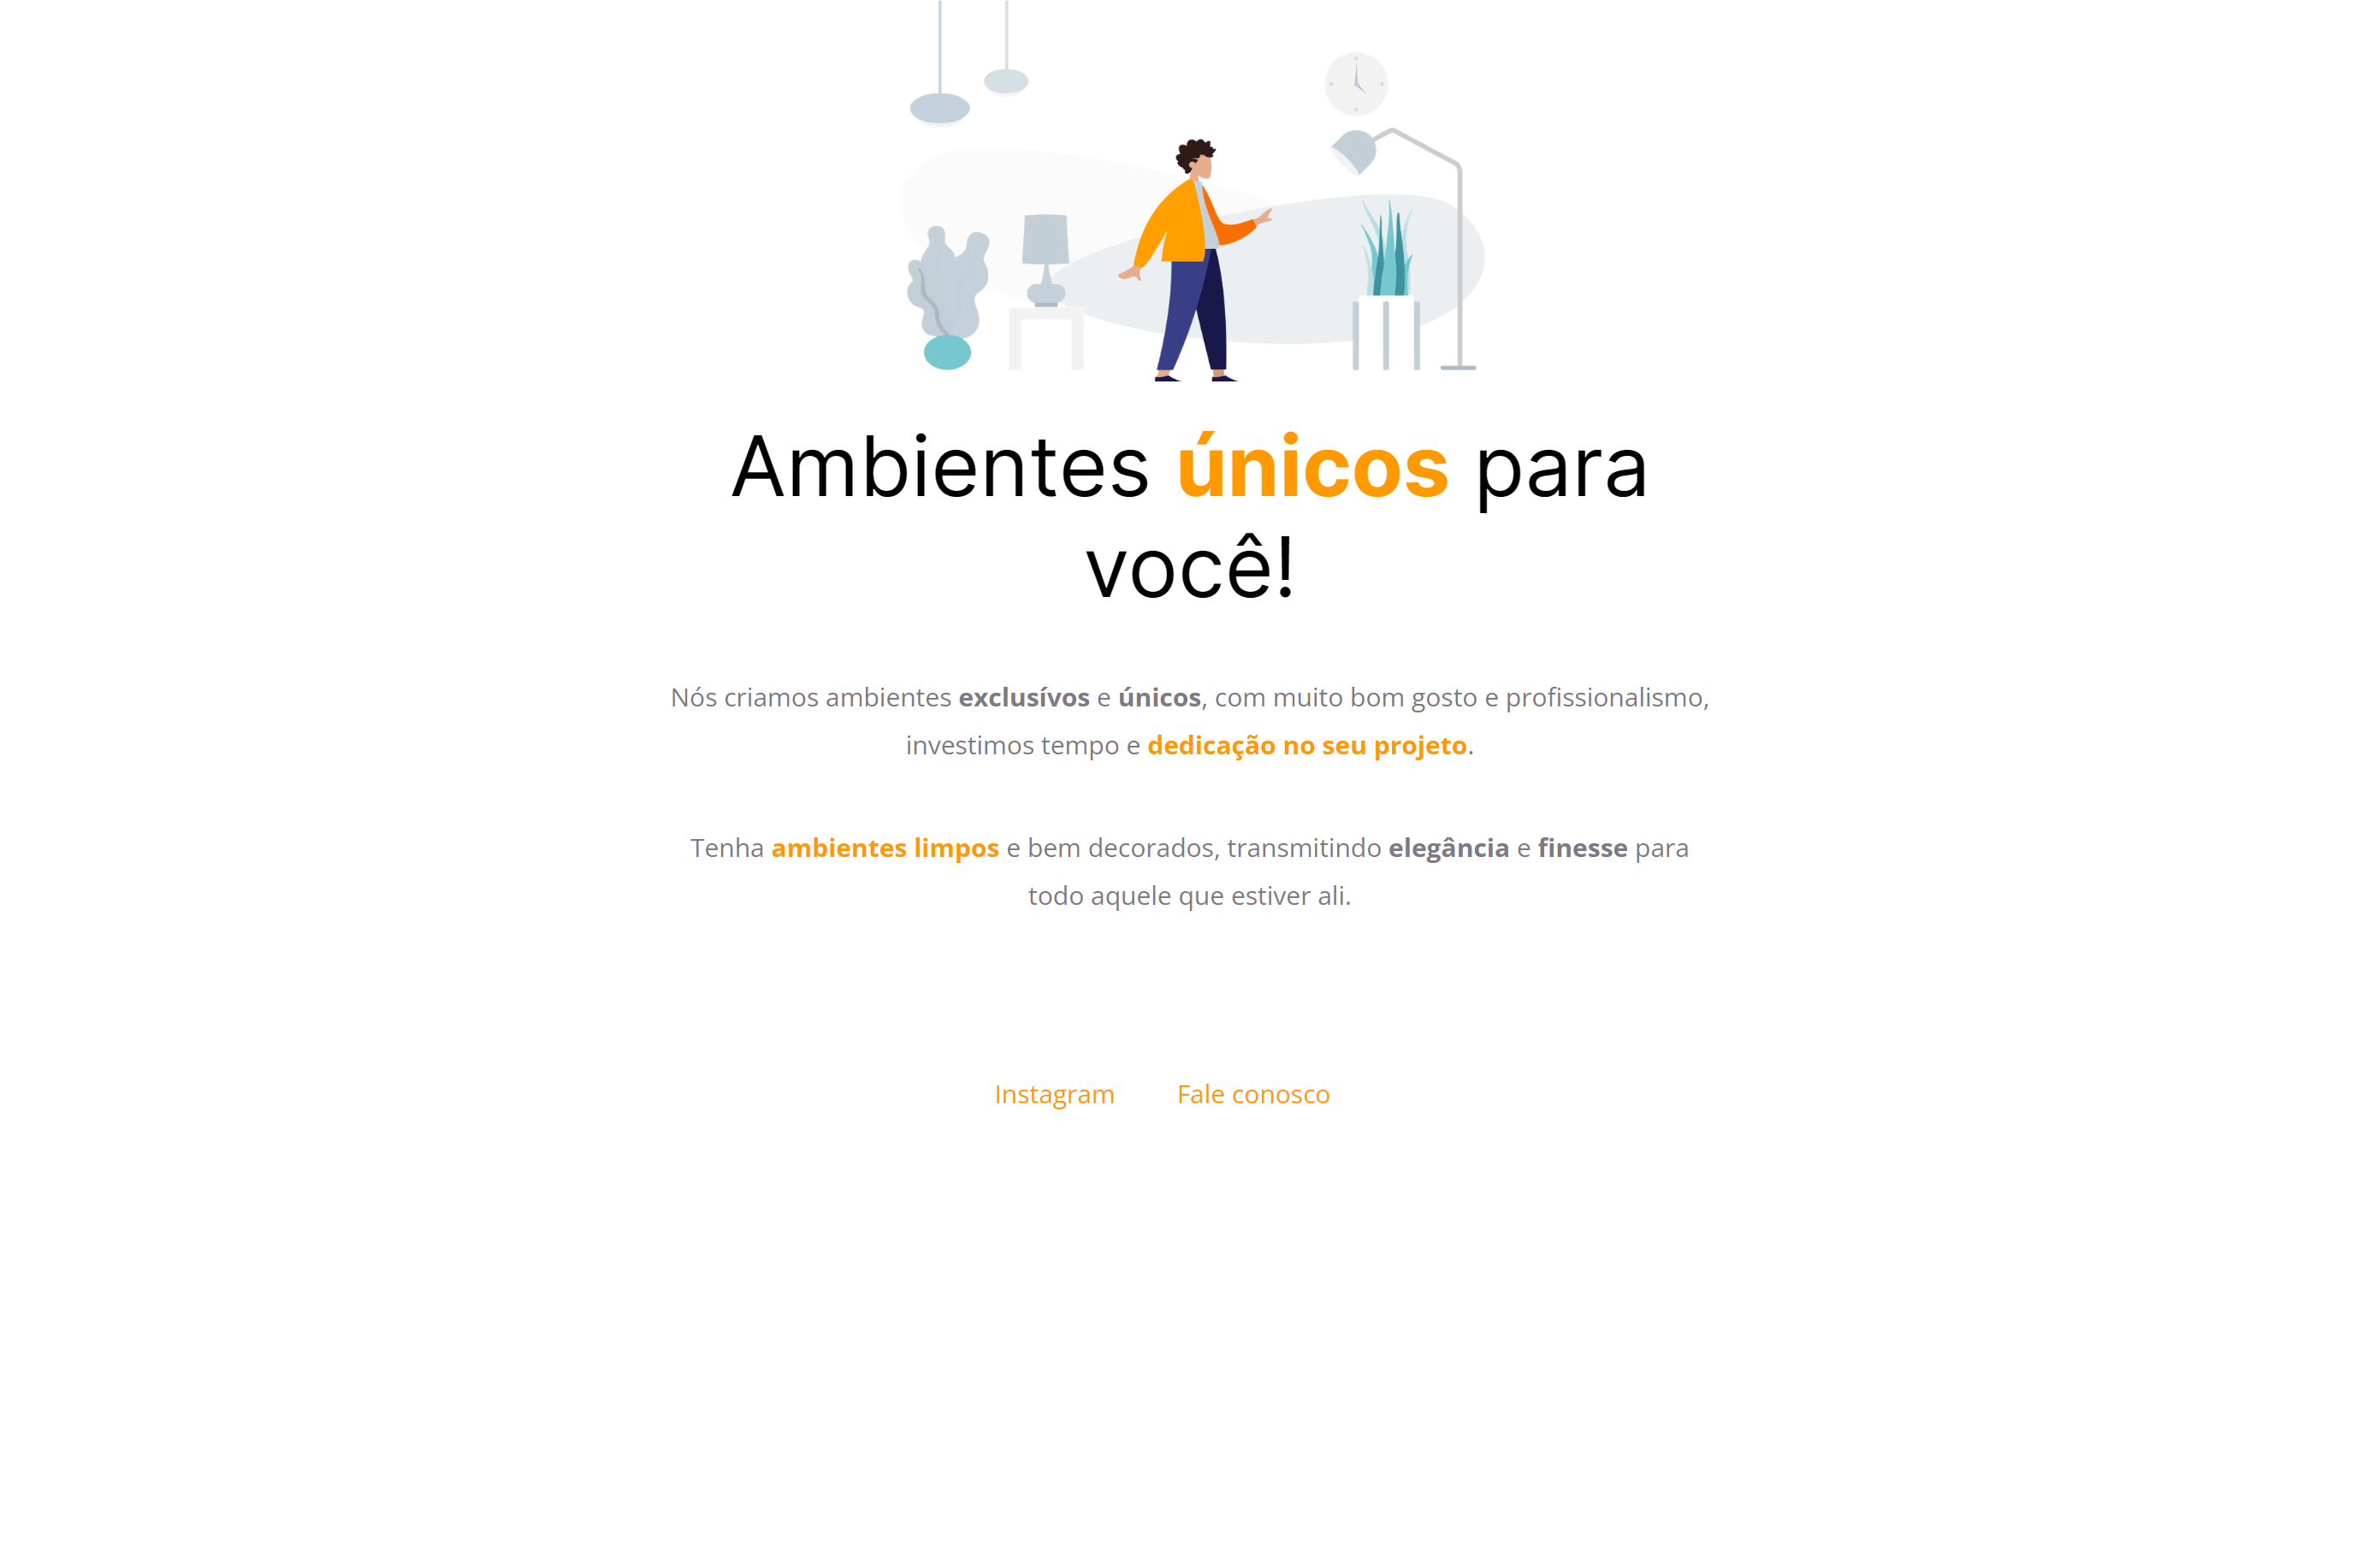 Ambientes únicos para
você!
Nós criamos ambientes exclusívos e únicos, com muito bom gosto e profissionalismo,
investimos tempo e dedicação no seu projeto.
Tenha ambientes limpos e bem decorados, transmitindo elegância e finesse para
todo aquele que estiver ali.
Instagram Fale conosco